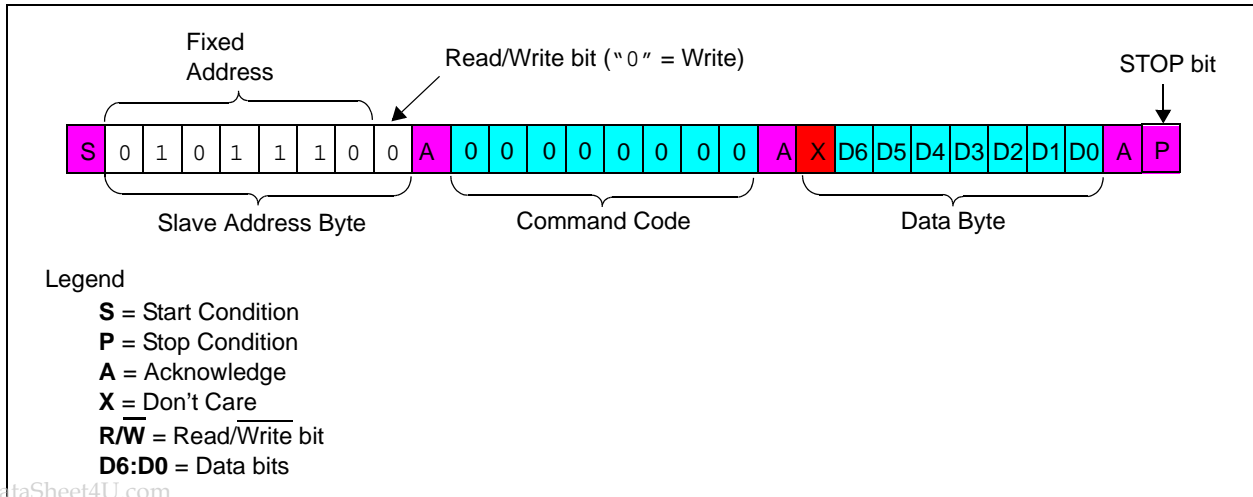 Fixed
Address
Read/Write bit ("0" = Write)
STOP bit
S 0 1 0 1 1 1 0 0 A 0 0 0 0 0 0 0 0 A X D6 D5 D4 D3 D2 D1 D0 A P
Slave Address Byte
Command Code
Data Byte
Legend
S = Start Condition
P = Stop Condition
A = Acknowledge
X = Don't Care
R/W̅ = Read/W̅r̅i̅t̅e̅ bit
D6:D0 = Data bits
ataSheet4U.com